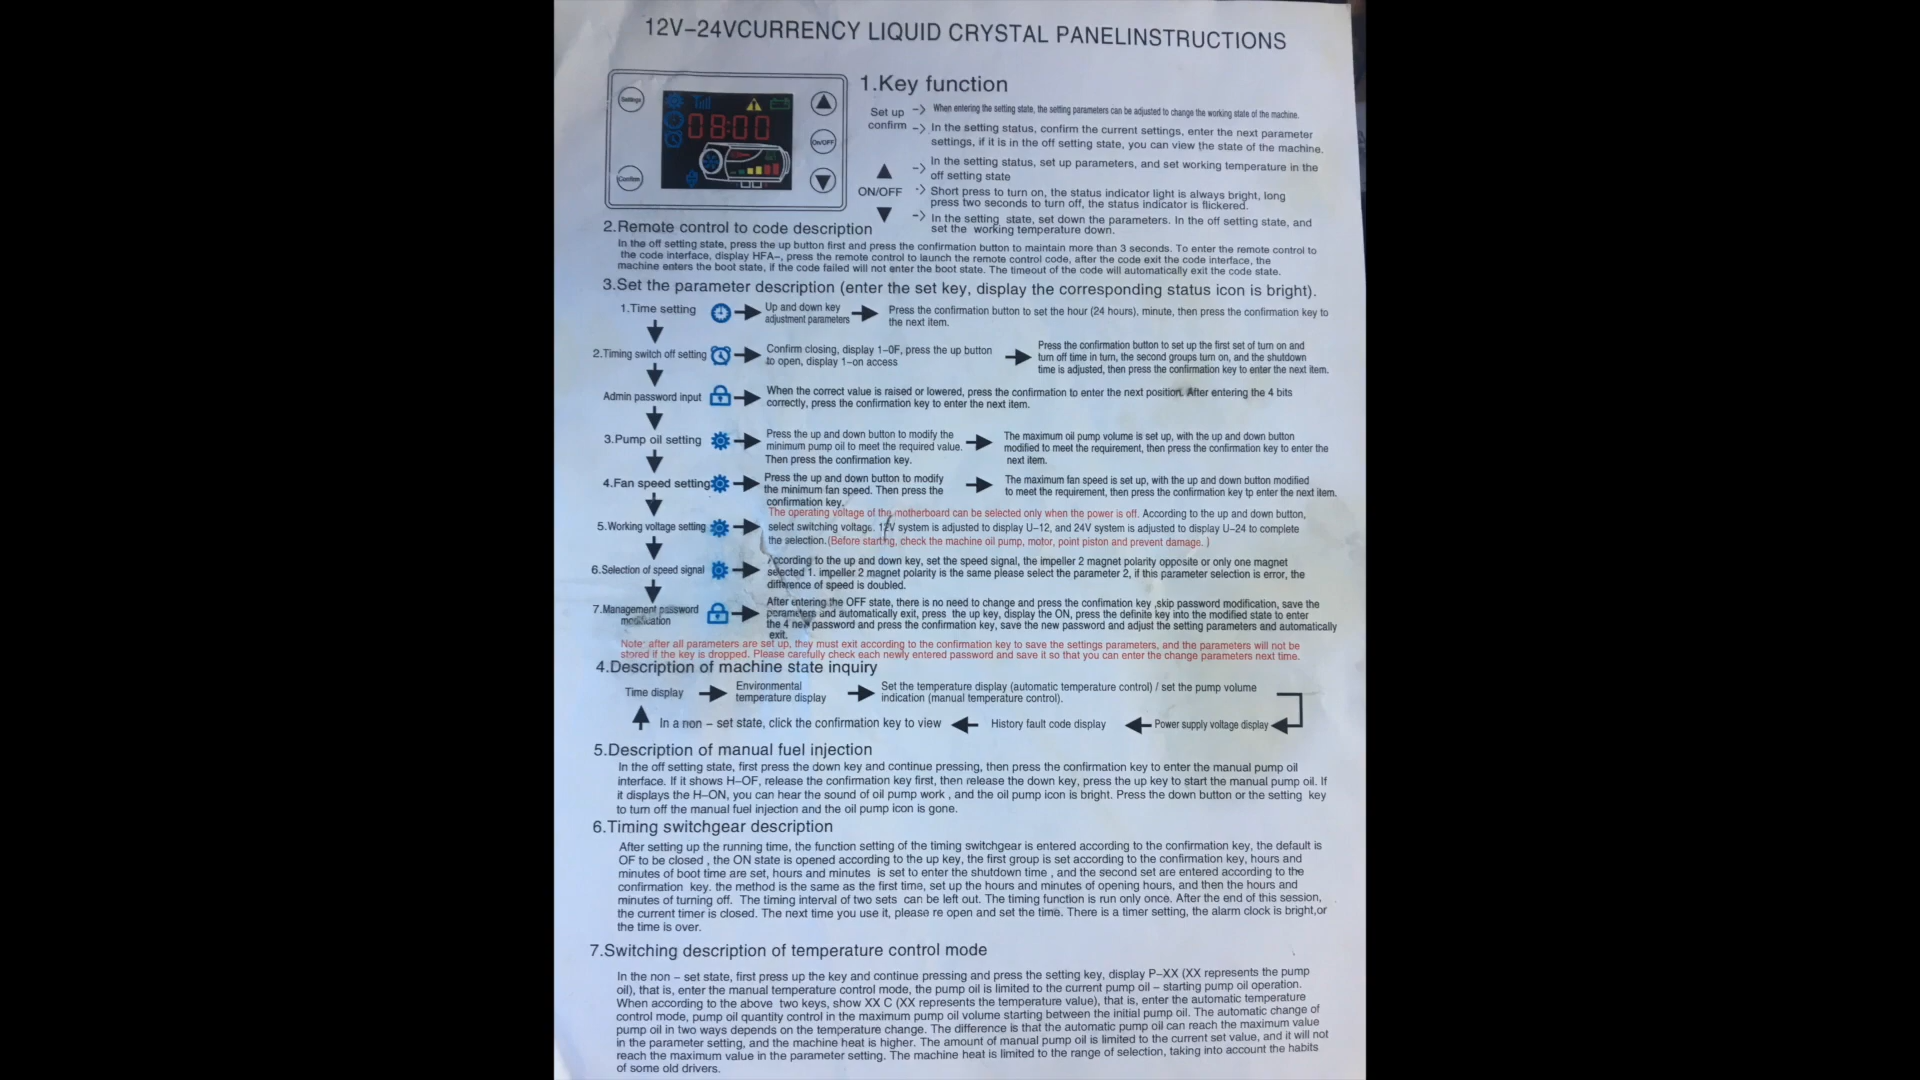 12V-24VCURRENCY LIQUID CRYSTAL PANELINSTRUCTIONS
Settings
08:00
On/OFF
Confirm
1.Key function
Set up -> When entering the setting state, the setting parameters can be adjusted to change the working state of the machine.
confirm -> In the setting status, confirm the current settings, enter the next parameter
settings, if it is in the off setting state, you can view the state of the machine.
▲ -> In the setting status, set up parameters, and set working temperature in the
off setting state
ON/OFF -> Short press to turn on, the status indicator light is always bright, long
press two seconds to turn off, the status indicator is flickered.
▼ -> In the setting state, set down the parameters. In the off setting state, and
set the working temperature down.
2.Remote control to code description
In the off setting state, press the up button first and press the confirmation button to maintain more than 3 seconds. To enter the remote control to
the code interface, display HFA-, press the remote control to launch the remote control code, after the code exit the code interface, the
machine enters the boot state, if the code failed will not enter the boot state. The timeout of the code will automatically exit the code state.
3.Set the parameter description (enter the set key, display the corresponding status icon is bright).
1.Time setting
Up and down key
adjustment parameters
Press the confirmation button to set the hour (24 hours), minute, then press the confirmation key to
the next item.
2.Timing switch off setting
Confirm closing, display 1-0F, press the up button
to open, display 1-on access
Press the confirmation button to set up the first set of turn on and
turn off time in turn, the second groups turn on, and the shutdown
time is adjusted, then press the confirmation key to enter the next item.
Admin password input
When the correct value is raised or lowered, press the confirmation to enter the next position. After entering the 4 bits
correctly, press the confirmation key to enter the next item.
3.Pump oil setting
Press the up and down button to modify the
minimum pump oil to meet the required value.
Then press the confirmation key.
The maximum oil pump volume is set up, with the up and down button
modified to meet the requirement, then press the confirmation key to enter the
next item.
4.Fan speed setting
Press the up and down button to modify
the minimum fan speed. Then press the
confirmation key.
The maximum fan speed is set up, with the up and down button modified
to meet the requirement, then press the confirmation key tp enter the next item.
5.Working voltage setting
The operating voltage of the motherboard can be selected only when the power is off. According to the up and down button,
select switching voltage. 12V system is adjusted to display U-12, and 24V system is adjusted to display U-24 to complete
the selection.(Before starting, check the machine oil pump, motor, point piston and prevent damage. )
6.Selection of speed signal
According to the up and down key, set the speed signal, the impeller 2 magnet polarity opposite or only one magnet
selected 1. impeller 2 magnet polarity is the same please select the parameter 2, if this parameter selection is error, the
difference of speed is doubled.
7.Management password
modification
After entering the OFF state, there is no need to change and press the confimation key ,skip password modification, save the
parameters and automatically exit, press the up key, display the ON, press the definite key into the modified state to enter
the 4 new password and press the confirmation key, save the new password and adjust the setting parameters and automatically
exit.
Note: after all parameters are set up, they must exit according to the confirmation key to save the settings parameters, and the parameters will not be
stored if the key is dropped. Please carefully check each newly entered password and save it so that you can enter the change parameters next time.
4.Description of machine state inquiry
Time display
Environmental
temperature display
Set the temperature display (automatic temperature control) / set the pump volume
indication (manual temperature control).
In a non - set state, click the confirmation key to view
History fault code display
Power supply voltage display
5.Description of manual fuel injection
In the off setting state, first press the down key and continue pressing, then press the confirmation key to enter the manual pump oil
interface. If it shows H-OF, release the confirmation key first, then release the down key, press the up key to start the manual pump oil. If
it displays the H-ON, you can hear the sound of oil pump work , and the oil pump icon is bright. Press the down button or the setting key
to turn off the manual fuel injection and the oil pump icon is gone.
6.Timing switchgear description
After setting up the running time, the function setting of the timing switchgear is entered according to the confirmation key, the default is
OF to be closed , the ON state is opened according to the up key, the first group is set according to the confirmation key, hours and
minutes of boot time are set, hours and minutes is set to enter the shutdown time , and the second set are entered according to the
confirmation key. the method is the same as the first time, set up the hours and minutes of opening hours, and then the hours and
minutes of turning off. The timing interval of two sets can be left out. The timing function is run only once. After the end of this session,
the current timer is closed. The next time you use it, please re open and set the time. There is a timer setting, the alarm clock is bright,or
the time is over.
7.Switching description of temperature control mode
In the non - set state, first press up the key and continue pressing and press the setting key, display P-XX (XX represents the pump
oil), that is, enter the manual temperature control mode, the pump oil is limited to the current pump oil - starting pump oil operation.
When according to the above two keys, show XX C (XX represents the temperature value), that is, enter the automatic temperature
control mode, pump oil quantity control in the maximum pump oil volume starting between the initial pump oil. The automatic change of
pump oil in two ways depends on the temperature change. The difference is that the automatic pump oil can reach the maximum value
in the parameter setting, and the machine heat is higher. The amount of manual pump oil is limited to the current set value, and it will not
reach the maximum value in the parameter setting. The machine heat is limited to the range of selection, taking into account the habits
of some old drivers.